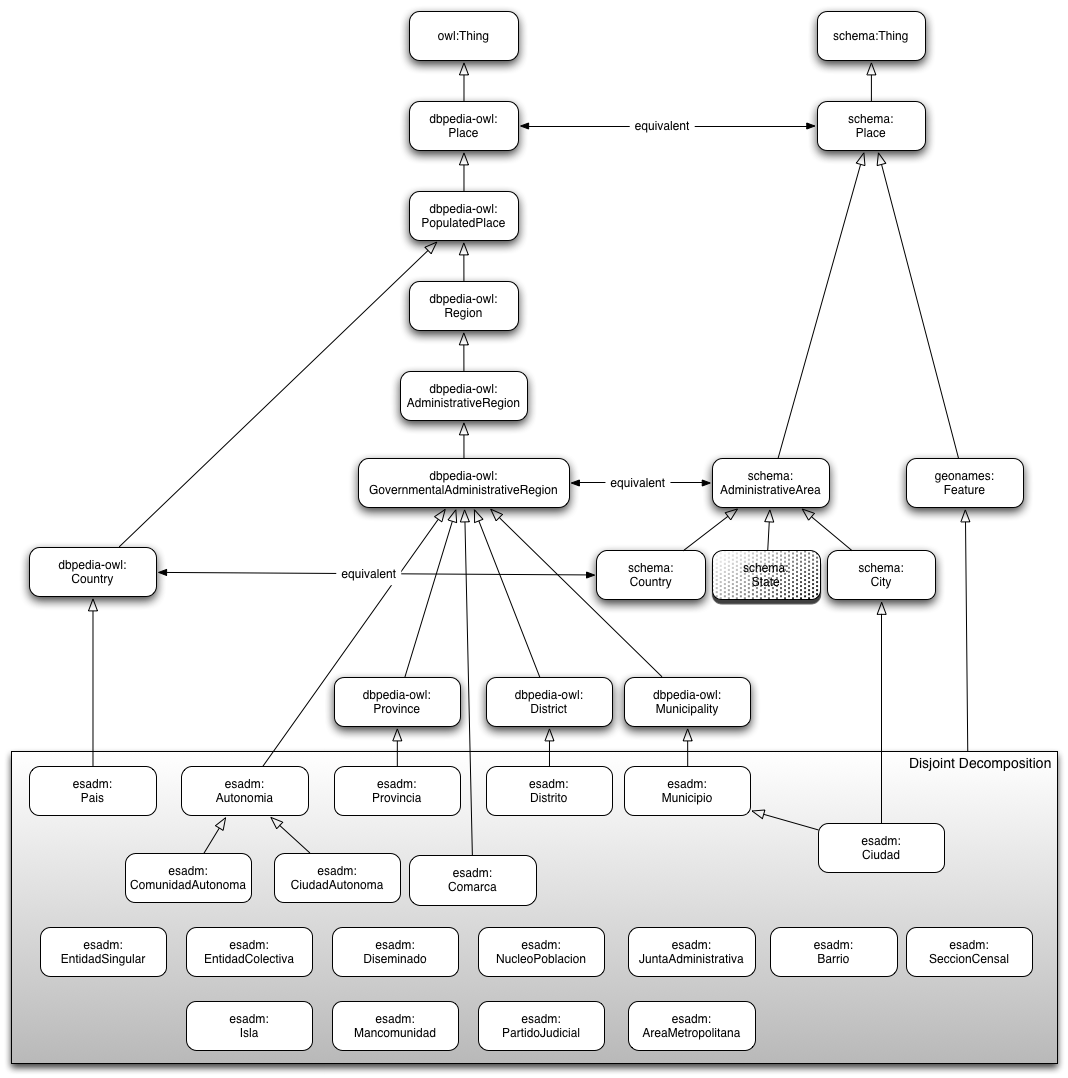 owl:Thing
schema:Thing
dbpedia-owl:
Place
equivalent
schema:
Place
dbpedia-owl:
PopulatedPlace
dbpedia-owl:
Region
dbpedia-owl:
AdministrativeRegion
dbpedia-owl:
GovernmentalAdministrativeRegion
equivalent
schema:
AdministrativeArea
geonames:
Feature
dbpedia-owl:
Country
equivalent
schema:
Country
schema:
State
schema:
City
dbpedia-owl:
Province
dbpedia-owl:
District
dbpedia-owl:
Municipality
Disjoint Decomposition
esadm:
Pais
esadm:
Autonomia
esadm:
Provincia
esadm:
Distrito
esadm:
Municipio
esadm:
Ciudad
esadm:
ComunidadAutonoma
esadm:
CiudadAutonoma
esadm:
Comarca
esadm:
EntidadSingular
esadm:
EntidadColectiva
esadm:
Diseminado
esadm:
NucleoPoblacion
esadm:
JuntaAdministrativa
esadm:
Barrio
esadm:
SeccionCensal
esadm:
Isla
esadm:
Mancomunidad
esadm:
PartidoJudicial
esadm:
AreaMetropolitana